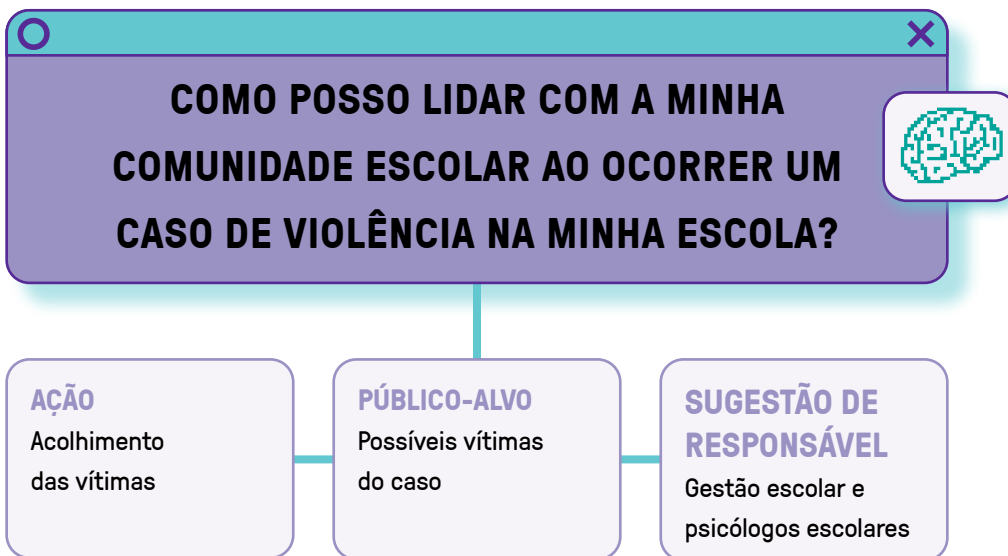 COMO POSSO LIDAR COM A MINHA
COMUNIDADE ESCOLAR AO OCORRER UM
CASO DE VIOLÊNCIA NA MINHA ESCOLA?
AÇÃO
Acolhimento
das vítimas
PÚBLICO-ALVO
Possíveis vítimas
do caso
SUGESTÃO DE
RESPONSÁVEL
Gestão escolar e
psicólogos escolares